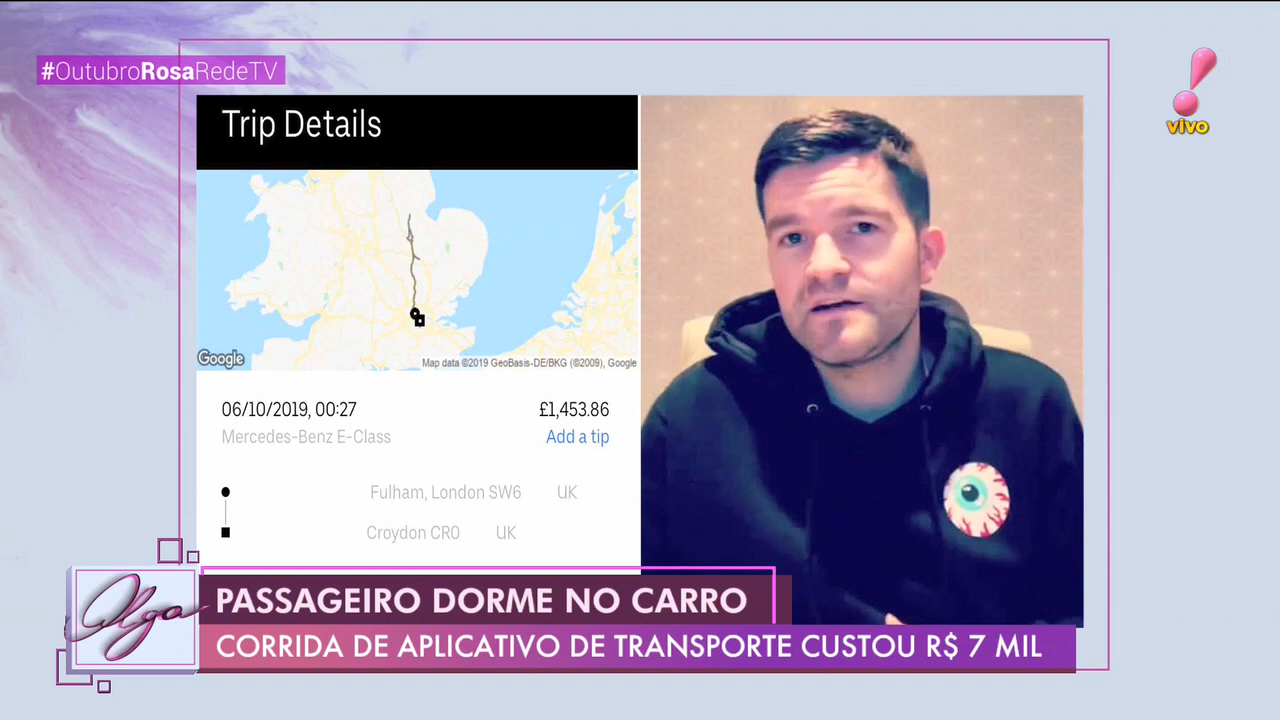 #OutubroRosaRedeTV
vivo
Trip Details
Google
Map data ©2019 GeoBasis-DE/BKG (©2009), Google
06/10/2019, 00:27
£1,453.86
Mercedes-Benz E-Class
Add a tip
Fulham, London SW6 UK
Croydon CR0 UK
Olga
PASSAGEIRO DORME NO CARRO
CORRIDA DE APLICATIVO DE TRANSPORTE CUSTOU R$ 7 MIL